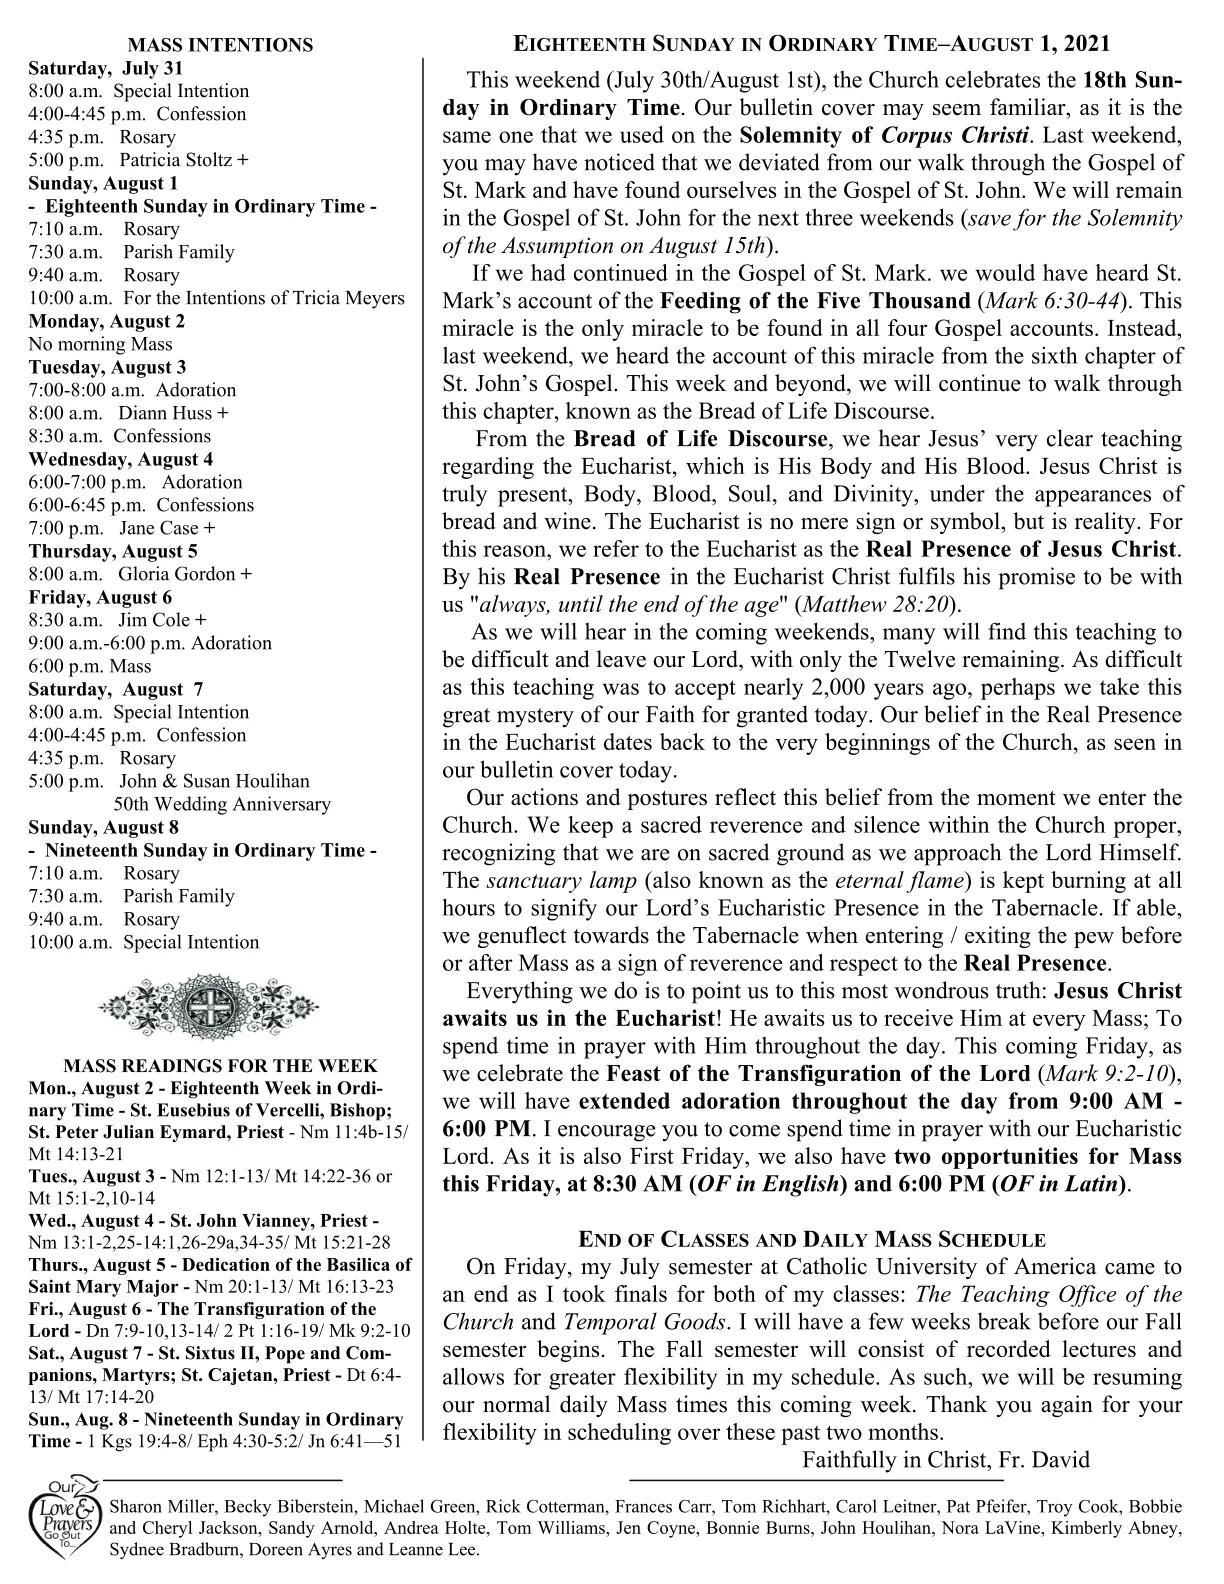 MASS INTENTIONS
Saturday,  July 31
8:00 a.m.  Special Intention
4:00-4:45 p.m.  Confession
4:35 p.m.   Rosary
5:00 p.m.   Patricia Stoltz +
Sunday, August 1
-  Eighteenth Sunday in Ordinary Time -
7:10 a.m.    Rosary
7:30 a.m.    Parish Family
9:40 a.m.    Rosary
10:00 a.m.  For the Intentions of Tricia Meyers
Monday, August 2
No morning Mass
Tuesday, August 3
7:00-8:00 a.m.  Adoration
8:00 a.m.   Diann Huss +
8:30 a.m.  Confessions
Wednesday, August 4
6:00-7:00 p.m.   Adoration
6:00-6:45 p.m.  Confessions
7:00 p.m.   Jane Case +
Thursday, August 5
8:00 a.m.   Gloria Gordon +
Friday, August 6
8:30 a.m.   Jim Cole +
9:00 a.m.-6:00 p.m. Adoration
6:00 p.m. Mass
Saturday,  August  7
8:00 a.m.  Special Intention
4:00-4:45 p.m.  Confession
4:35 p.m.   Rosary
5:00 p.m.   John & Susan Houlihan
50th Wedding Anniversary
Sunday, August 8
-  Nineteenth Sunday in Ordinary Time -
7:10 a.m.    Rosary
7:30 a.m.    Parish Family
9:40 a.m.    Rosary
10:00 a.m.  Special Intention
MASS READINGS FOR THE WEEK
Mon., August 2 - Eighteenth Week in Ordi-
nary Time - St. Eusebius of Vercelli, Bishop;
St. Peter Julian Eymard, Priest - Nm 11:4b-15/
Mt 14:13-21
Tues., August 3 - Nm 12:1-13/ Mt 14:22-36 or
Mt 15:1-2,10-14
Wed., August 4 - St. John Vianney, Priest -
Nm 13:1-2,25-14:1,26-29a,34-35/ Mt 15:21-28
Thurs., August 5 - Dedication of the Basilica of
Saint Mary Major - Nm 20:1-13/ Mt 16:13-23
Fri., August 6 - The Transfiguration of the
Lord - Dn 7:9-10,13-14/ 2 Pt 1:16-19/ Mk 9:2-10
Sat., August 7 - St. Sixtus II, Pope and Com-
panions, Martyrs; St. Cajetan, Priest - Dt 6:4-
13/ Mt 17:14-20
Sun., Aug. 8 - Nineteenth Sunday in Ordinary
Time - 1 Kgs 19:4-8/ Eph 4:30-5:2/ Jn 6:41—51
EIGHTEENTH SUNDAY IN ORDINARY TIME–AUGUST 1, 2021
This weekend (July 30th/August 1st), the Church celebrates the 18th Sun-
day in Ordinary Time. Our bulletin cover may seem familiar, as it is the
same one that we used on the Solemnity of Corpus Christi. Last weekend,
you may have noticed that we deviated from our walk through the Gospel of
St. Mark and have found ourselves in the Gospel of St. John. We will remain
in the Gospel of St. John for the next three weekends (save for the Solemnity
of the Assumption on August 15th).
If we had continued in the Gospel of St. Mark. we would have heard St.
Mark’s account of the Feeding of the Five Thousand (Mark 6:30-44). This
miracle is the only miracle to be found in all four Gospel accounts. Instead,
last weekend, we heard the account of this miracle from the sixth chapter of
St. John’s Gospel. This week and beyond, we will continue to walk through
this chapter, known as the Bread of Life Discourse.
From the Bread of Life Discourse, we hear Jesus’ very clear teaching
regarding the Eucharist, which is His Body and His Blood. Jesus Christ is
truly present, Body, Blood, Soul, and Divinity, under the appearances of
bread and wine. The Eucharist is no mere sign or symbol, but is reality. For
this reason, we refer to the Eucharist as the Real Presence of Jesus Christ.
By his Real Presence in the Eucharist Christ fulfils his promise to be with
us "always, until the end of the age" (Matthew 28:20).
As we will hear in the coming weekends, many will find this teaching to
be difficult and leave our Lord, with only the Twelve remaining. As difficult
as this teaching was to accept nearly 2,000 years ago, perhaps we take this
great mystery of our Faith for granted today. Our belief in the Real Presence
in the Eucharist dates back to the very beginnings of the Church, as seen in
our bulletin cover today.
Our actions and postures reflect this belief from the moment we enter the
Church. We keep a sacred reverence and silence within the Church proper,
recognizing that we are on sacred ground as we approach the Lord Himself.
The sanctuary lamp (also known as the eternal flame) is kept burning at all
hours to signify our Lord’s Eucharistic Presence in the Tabernacle. If able,
we genuflect towards the Tabernacle when entering / exiting the pew before
or after Mass as a sign of reverence and respect to the Real Presence.
Everything we do is to point us to this most wondrous truth: Jesus Christ
awaits us in the Eucharist! He awaits us to receive Him at every Mass; To
spend time in prayer with Him throughout the day. This coming Friday, as
we celebrate the Feast of the Transfiguration of the Lord (Mark 9:2-10),
we will have extended adoration throughout the day from 9:00 AM -
6:00 PM. I encourage you to come spend time in prayer with our Eucharistic
Lord. As it is also First Friday, we also have two opportunities for Mass
this Friday, at 8:30 AM (OF in English) and 6:00 PM (OF in Latin).
END OF CLASSES AND DAILY MASS SCHEDULE
On Friday, my July semester at Catholic University of America came to
an end as I took finals for both of my classes: The Teaching Office of the
Church and Temporal Goods. I will have a few weeks break before our Fall
semester begins. The Fall semester will consist of recorded lectures and
allows for greater flexibility in my schedule. As such, we will be resuming
our normal daily Mass times this coming week. Thank you again for your
flexibility in scheduling over these past two months.
Faithfully in Christ, Fr. David
Our
Love &
Prayers
Go Out
To...
Sharon Miller, Becky Biberstein, Michael Green, Rick Cotterman, Frances Carr, Tom Richhart, Carol Leitner, Pat Pfeifer, Troy Cook, Bobbie
and Cheryl Jackson, Sandy Arnold, Andrea Holte, Tom Williams, Jen Coyne, Bonnie Burns, John Houlihan, Nora LaVine, Kimberly Abney,
Sydnee Bradburn, Doreen Ayres and Leanne Lee.